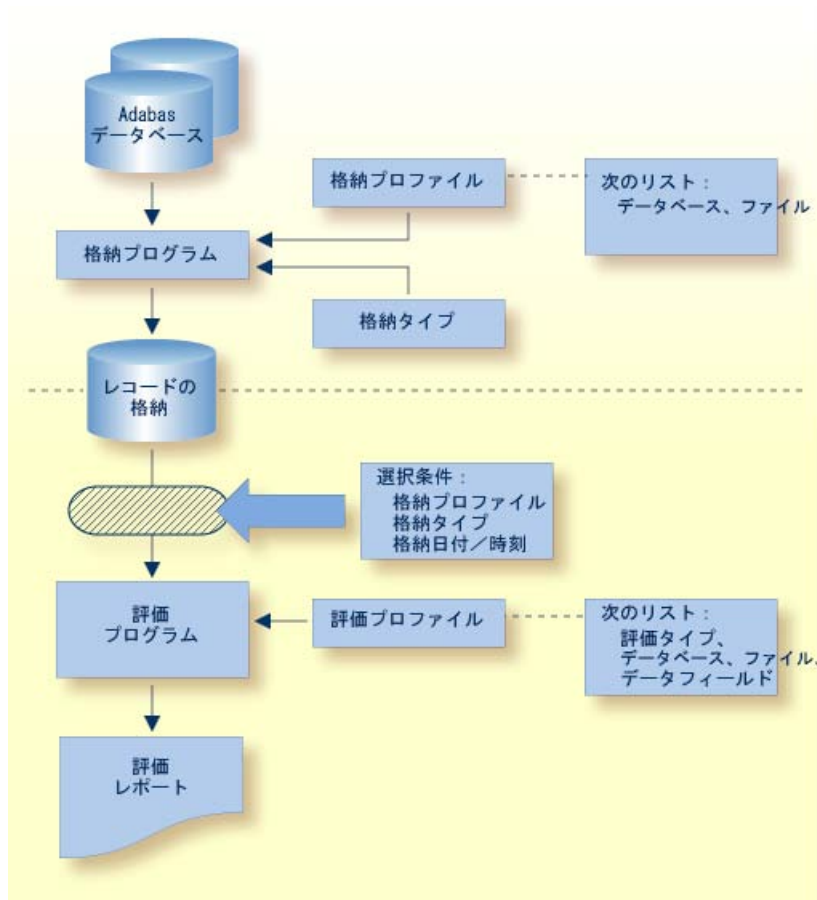 Adabas
データベース
格納プロファイル
次のリスト：
データベース、ファイル
格納プログラム
格納タイプ
レコードの
格納
選択条件：
格納プロファイル
格納タイプ
格納日付／時刻
評価
プログラム
評価プロファイル
次のリスト：
評価タイプ、
データベース、ファイル、
データフィールド
評価
レポート